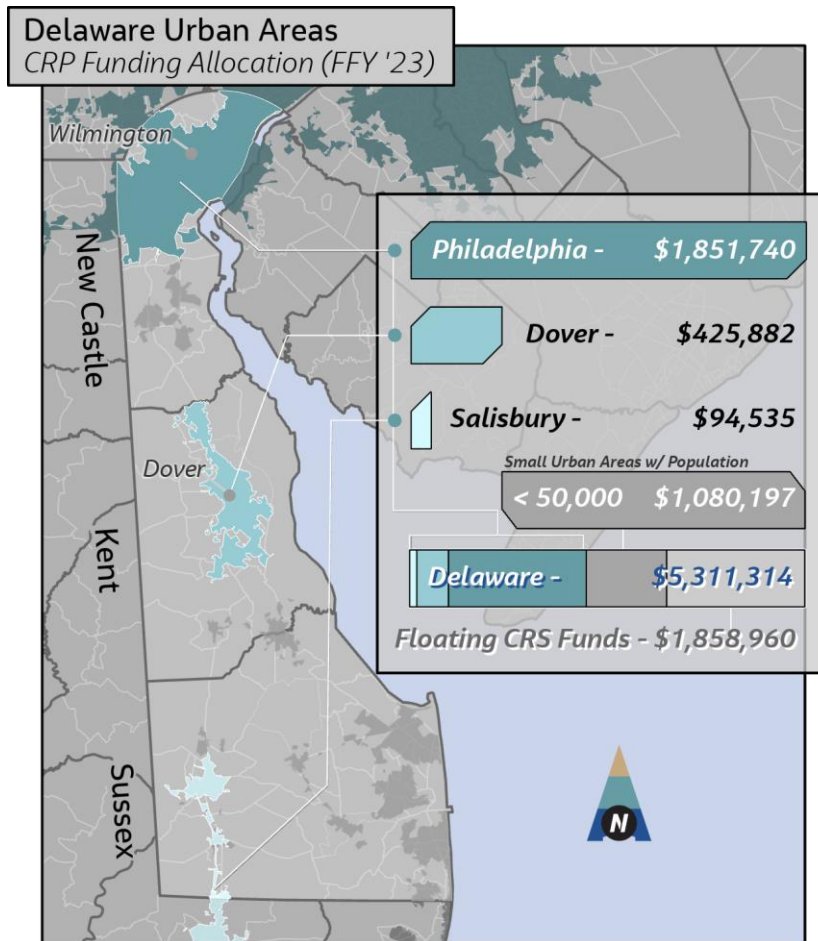 Delaware Urban Areas
CRP Funding Allocation (FFY '23)
Wilmington
New Castle
Philadelphia - $1,851,740
Dover - $425,882
Salisbury - $94,535
Small Urban Areas w/ Population
< 50,000 $1,080,197
Delaware - $5,311,314
Floating CRS Funds - $1,858,960
Dover
Kent
Sussex
N